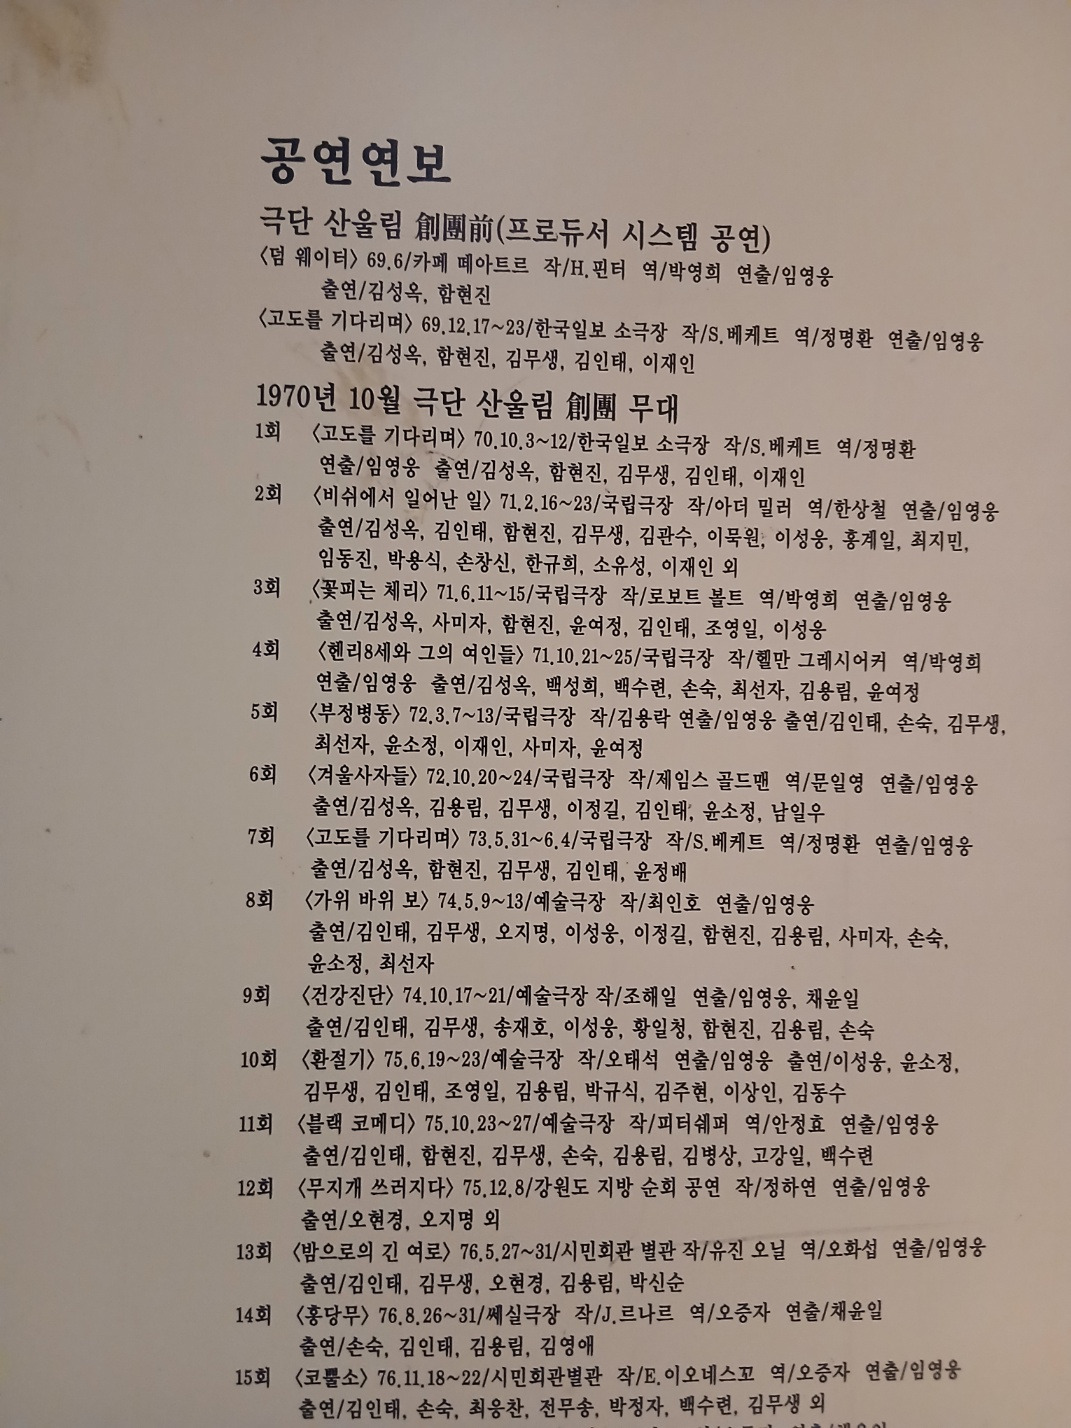 공연연보
극단 산울림 創團前(프로듀서 시스템 공연)
〈덤 웨이터〉 69.6/카페 떼아트르 작/H.핀터 역/박영희 연출/임영웅
출연/김성옥, 함현진
〈고도를 기다리며〉 69.12.17~23/한국일보 소극장 작/S.베케트 역/정명환 연출/임영웅
출연/김성옥, 함현진, 김무생, 김인태, 이재인
1970년 10월 극단 산울림 創團 무대
1회 〈고도를 기다리며〉 70.10.3~12/한국일보 소극장 작/S.베케트 역/정명환
연출/임영웅 출연/김성옥, 함현진, 김무생, 김인태, 이재인
2회 〈비쉬에서 일어난 일〉 71.2.16~23/국립극장 작/아더 밀러 역/한상철 연출/임영웅
출연/김성옥, 김인태, 함현진, 김무생, 김관수, 이묵원, 이성웅, 홍계일, 최지민,
임동진, 박용식, 손창신, 한규희, 소유성, 이재인 외
3회 〈꽃피는 체리〉 71.6.11~15/국립극장 작/로보트 볼트 역/박영희 연출/임영웅
출연/김성옥, 사미자, 함현진, 윤여정, 김인태, 조영일, 이성웅
4회 〈헨리8세와 그의 여인들〉 71.10.21~25/국립극장 작/헬만 그레시어커 역/박영희
연출/임영웅 출연/김성옥, 백성희, 백수련, 손숙, 최선자, 김용림, 윤여정
5회 〈부정병동〉 72.3.7~13/국립극장 작/김용락 연출/임영웅 출연/김인태, 손숙, 김무생,
최선자, 윤소정, 이재인, 사미자, 윤여정
6회 〈겨울사자들〉 72.10.20~24/국립극장 작/제임스 골드맨 역/문일영 연출/임영웅
출연/김성옥, 김용림, 김무생, 이정길, 김인태, 윤소정, 남일우
7회 〈고도를 기다리며〉 73.5.31~6.4/국립극장 작/S.베케트 역/정명환 연출/임영웅
출연/김성옥, 함현진, 김무생, 김인태, 윤정배
8회 〈가위 바위 보〉 74.5.9~13/예술극장 작/최인호 연출/임영웅
출연/김인태, 김무생, 오지명, 이성웅, 이정길, 함현진, 김용림, 사미자, 손숙,
윤소정, 최선자
9회 〈건강진단〉 74.10.17~21/예술극장 작/조해일 연출/임영웅, 채윤일
출연/김인태, 김무생, 송재호, 이성웅, 황일청, 함현진, 김용림, 손숙
10회 〈환절기〉 75.6.19~23/예술극장 작/오태석 연출/임영웅 출연/이성웅, 윤소정,
김무생, 김인태, 조영일, 김용림, 박규식, 김주현, 이상인, 김동수
11회 〈블랙 코메디〉 75.10.23~27/예술극장 작/피터쉐퍼 역/안정효 연출/임영웅
출연/김인태, 함현진, 김무생, 손숙, 김용림, 김병상, 고강일, 백수련
12회 〈무지개 쓰러지다〉 75.12.8/강원도 지방 순회 공연 작/정하연 연출/임영웅
출연/오현경, 오지명 외
13회 〈밤으로의 긴 여로〉 76.5.27~31/시민회관 별관 작/유진 오닐 역/오화섭 연출/임영웅
출연/김인태, 김무생, 오현경, 김용림, 박신순
14회 〈홍당무〉 76.8.26~31/쎄실극장 작/J.르나르 역/오증자 연출/채윤일
출연/손숙, 김인태, 김용림, 김영애
15회 〈코뿔소〉 76.11.18~22/시민회관별관 작/E.이오네스꼬 역/오증자 연출/임영웅
출연/김인태, 손숙, 최응찬, 전무송, 박정자, 백수련, 김무생 외